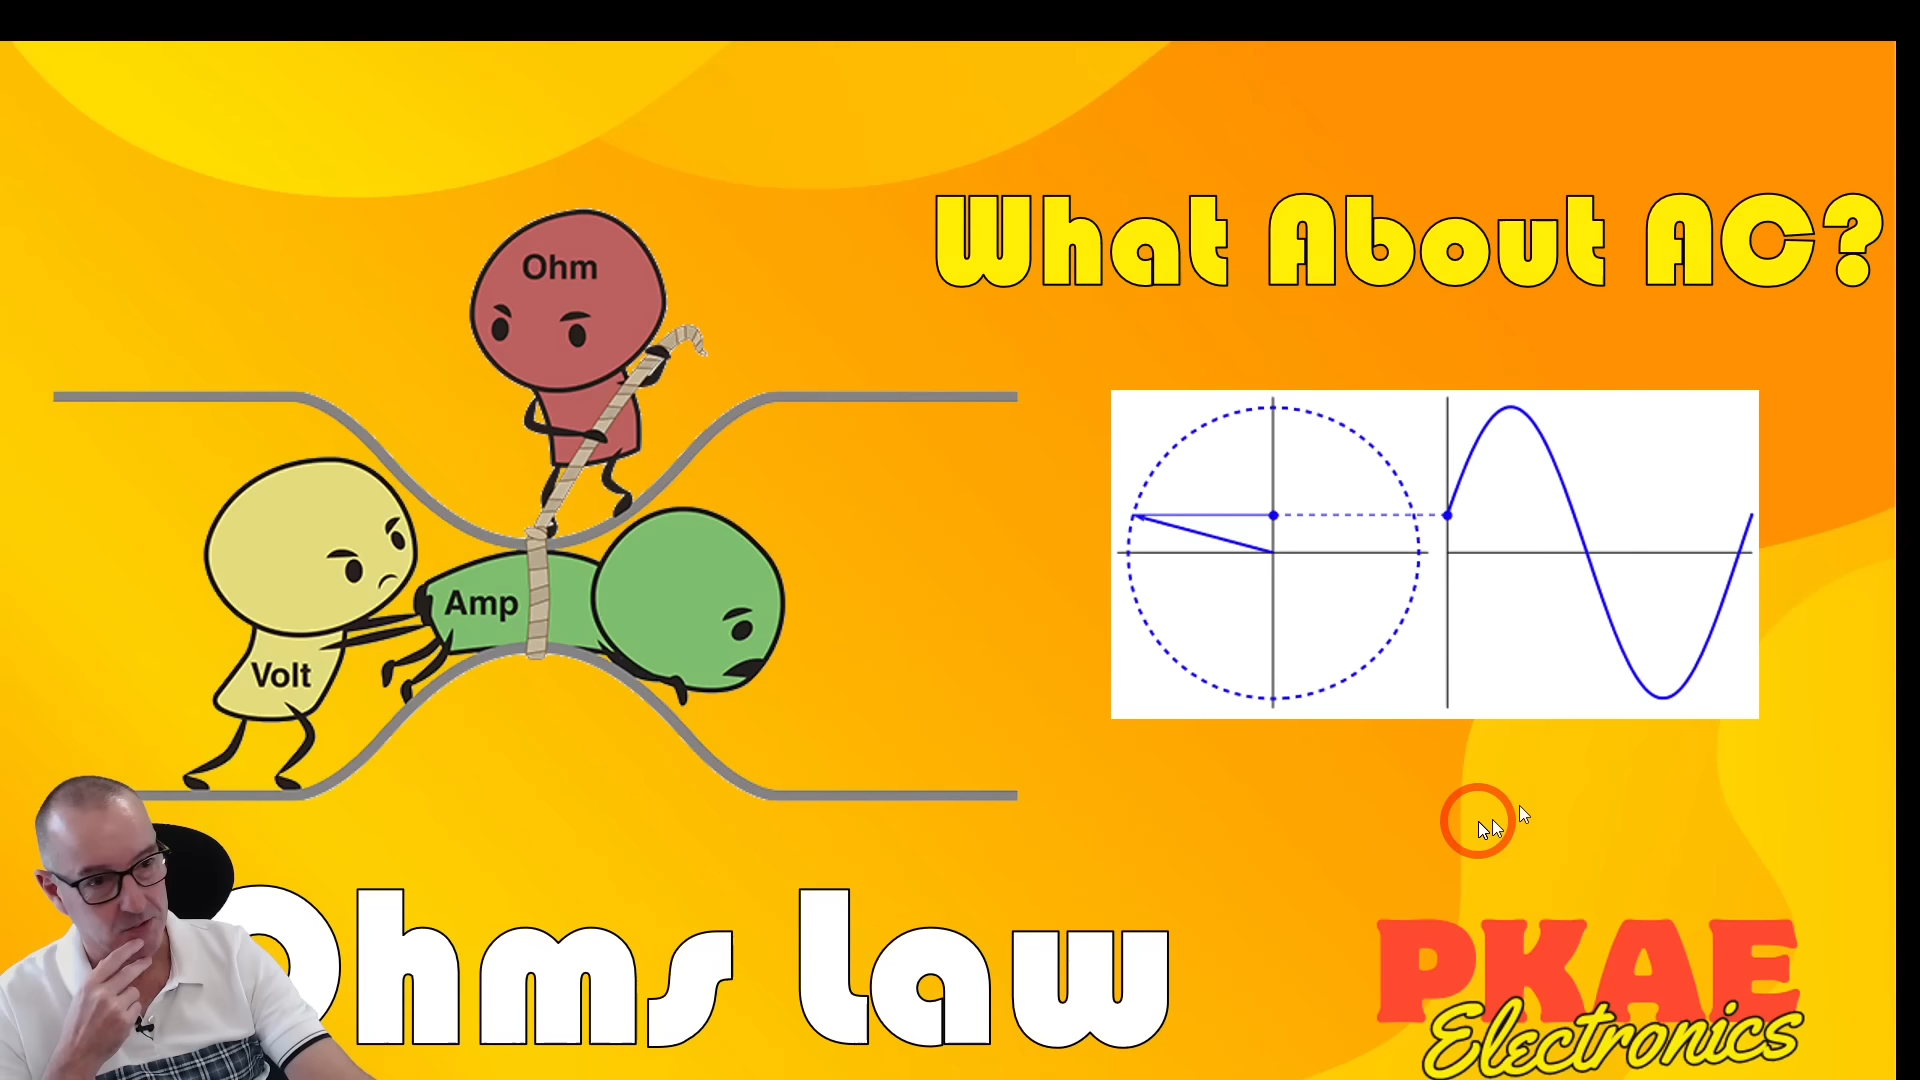 What About AC?
Ohm
Amp
Volt
Ohms Law
PKAE
Electronics